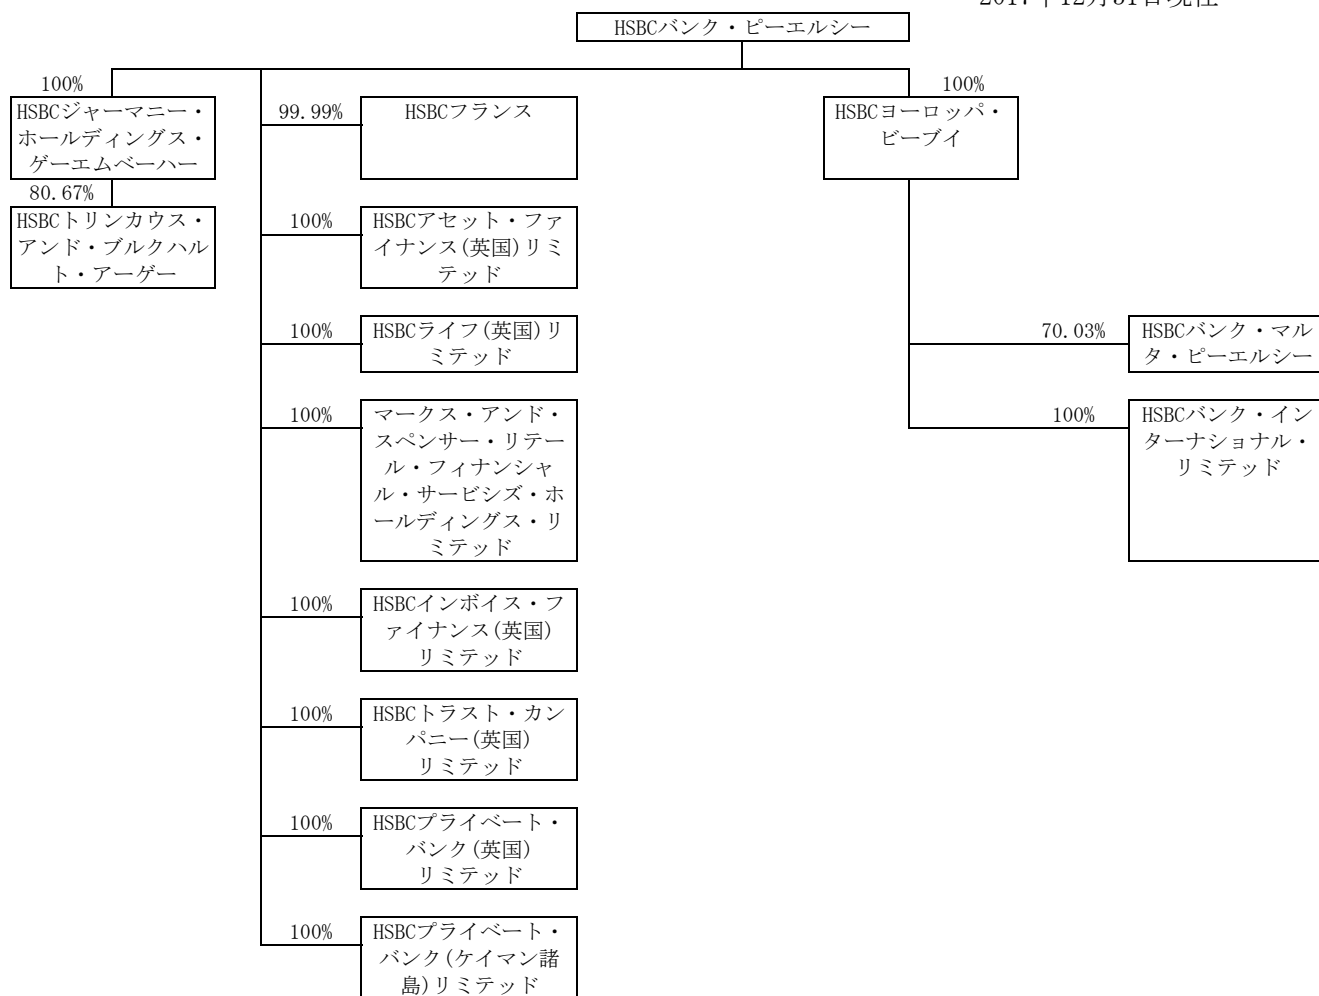 2017年12月31日現在
HSBCバンク・ピーエルシー
100%
HSBCジャーマニー・
ホールディングス・
ゲーエムベーハー
80.67%
HSBCトリンカウス・
アンド・ブルクハル
ト・アーゲー
99.99%
HSBCフランス
100%
HSBCアセット・ファ
イナンス(英国)リミ
テッド
100%
HSBCライフ(英国)リ
ミテッド
100%
マークス・アンド・
スペンサー・リテー
ル・フィナンシャ
ル・サービシズ・ホ
ールディングス・リ
ミテッド
100%
HSBCインボイス・フ
ァイナンス(英国)
リミテッド
100%
HSBCトラスト・カン
パニー(英国)
リミテッド
100%
HSBCプライベート・
バンク(英国)
リミテッド
100%
HSBCプライベート・
バンク(ケイマン諸
島)リミテッド
100%
HSBCヨーロッパ・
ビーブイ
70.03%
HSBCバンク・マル
タ・ピーエルシー
100%
HSBCバンク・イン
ターナショナル・
リミテッド